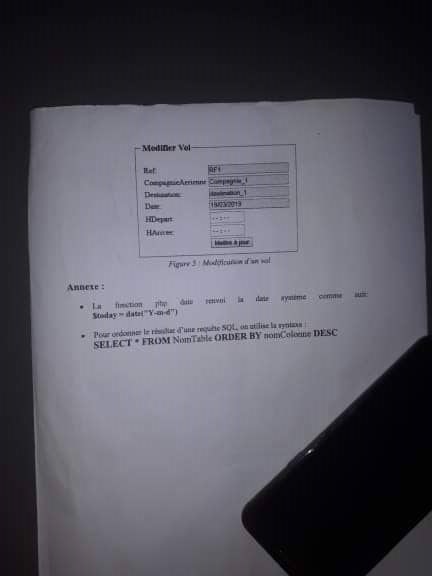 Modifier Vol
Ref: RF1
CompagnieAerienne Compagnie_1
Destination: destination_1
Date: 19/03/2019
HDepart: --:--
HArrivee: --:--
Mettre à jour
Figure 5 : Modification d'un vol
Annexe :
• La fonction php date renvoi la date système comme suit:
$today = date("Y-m-d")
• Pour ordonner le résultat d'une requête SQL, on utilise la syntaxe :
SELECT * FROM NomTable ORDER BY nomColonne DESC